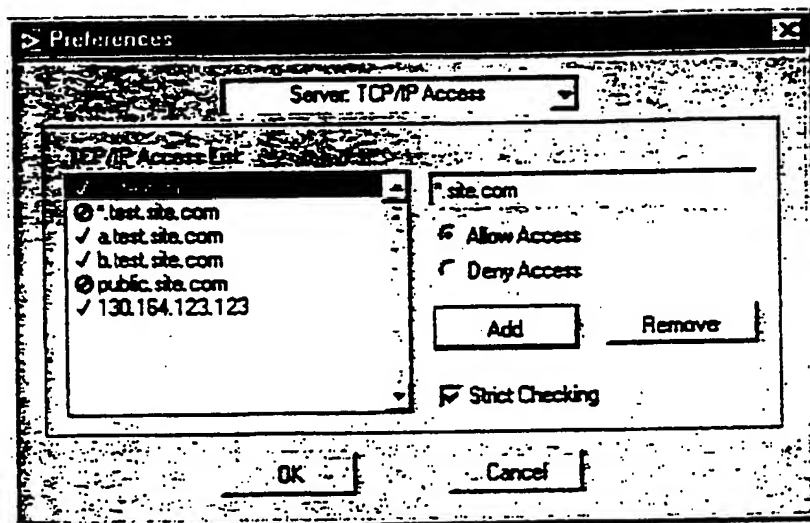 Preferences
Server: TCP/IP Access
TCP/IP Access List:
*.site.com
*.test.site.com
a.test.site.com
b.test.site.com
public.site.com
130.164.123.123
Allow Access
Deny Access
Add
Remove
Strict Checking
OK
Cancel